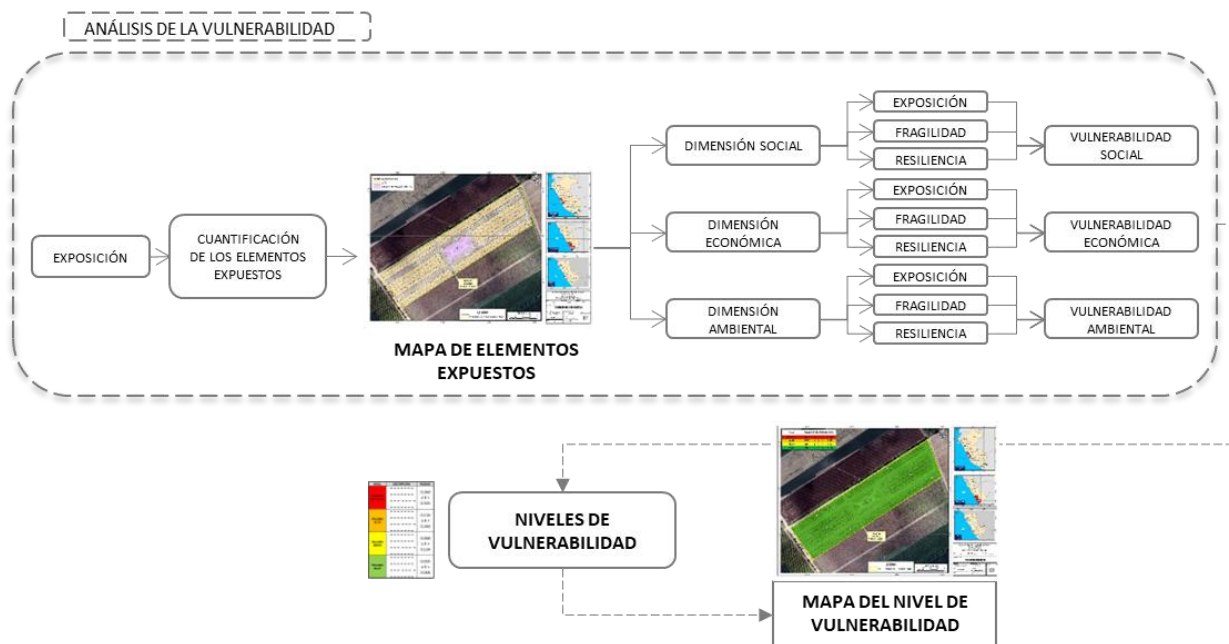 ANÁLISIS DE LA VULNERABILIDAD
EXPOSICIÓN
CUANTIFICACIÓN
DE LOS ELEMENTOS
EXPUESTOS
MAPA DE ELEMENTOS
EXPUESTOS
DIMENSIÓN SOCIAL
EXPOSICIÓN
FRAGILIDAD
RESILIENCIA
VULNERABILIDAD
SOCIAL
DIMENSIÓN
ECONÓMICA
EXPOSICIÓN
FRAGILIDAD
RESILIENCIA
VULNERABILIDAD
ECONÓMICA
DIMENSIÓN
AMBIENTAL
EXPOSICIÓN
FRAGILIDAD
RESILIENCIA
VULNERABILIDAD
AMBIENTAL
NIVELES DE
VULNERABILIDAD
MAPA DEL NIVEL DE
VULNERABILIDAD